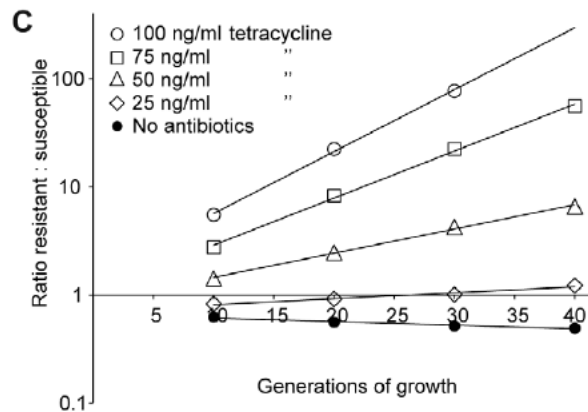 C
100 ng/ml tetracycline
75 ng/ml "
50 ng/ml "
25 ng/ml "
No antibiotics
Ratio resistant : susceptible
100
10
1
0.1
5 10 15 20 25 30 35 40
Generations of growth